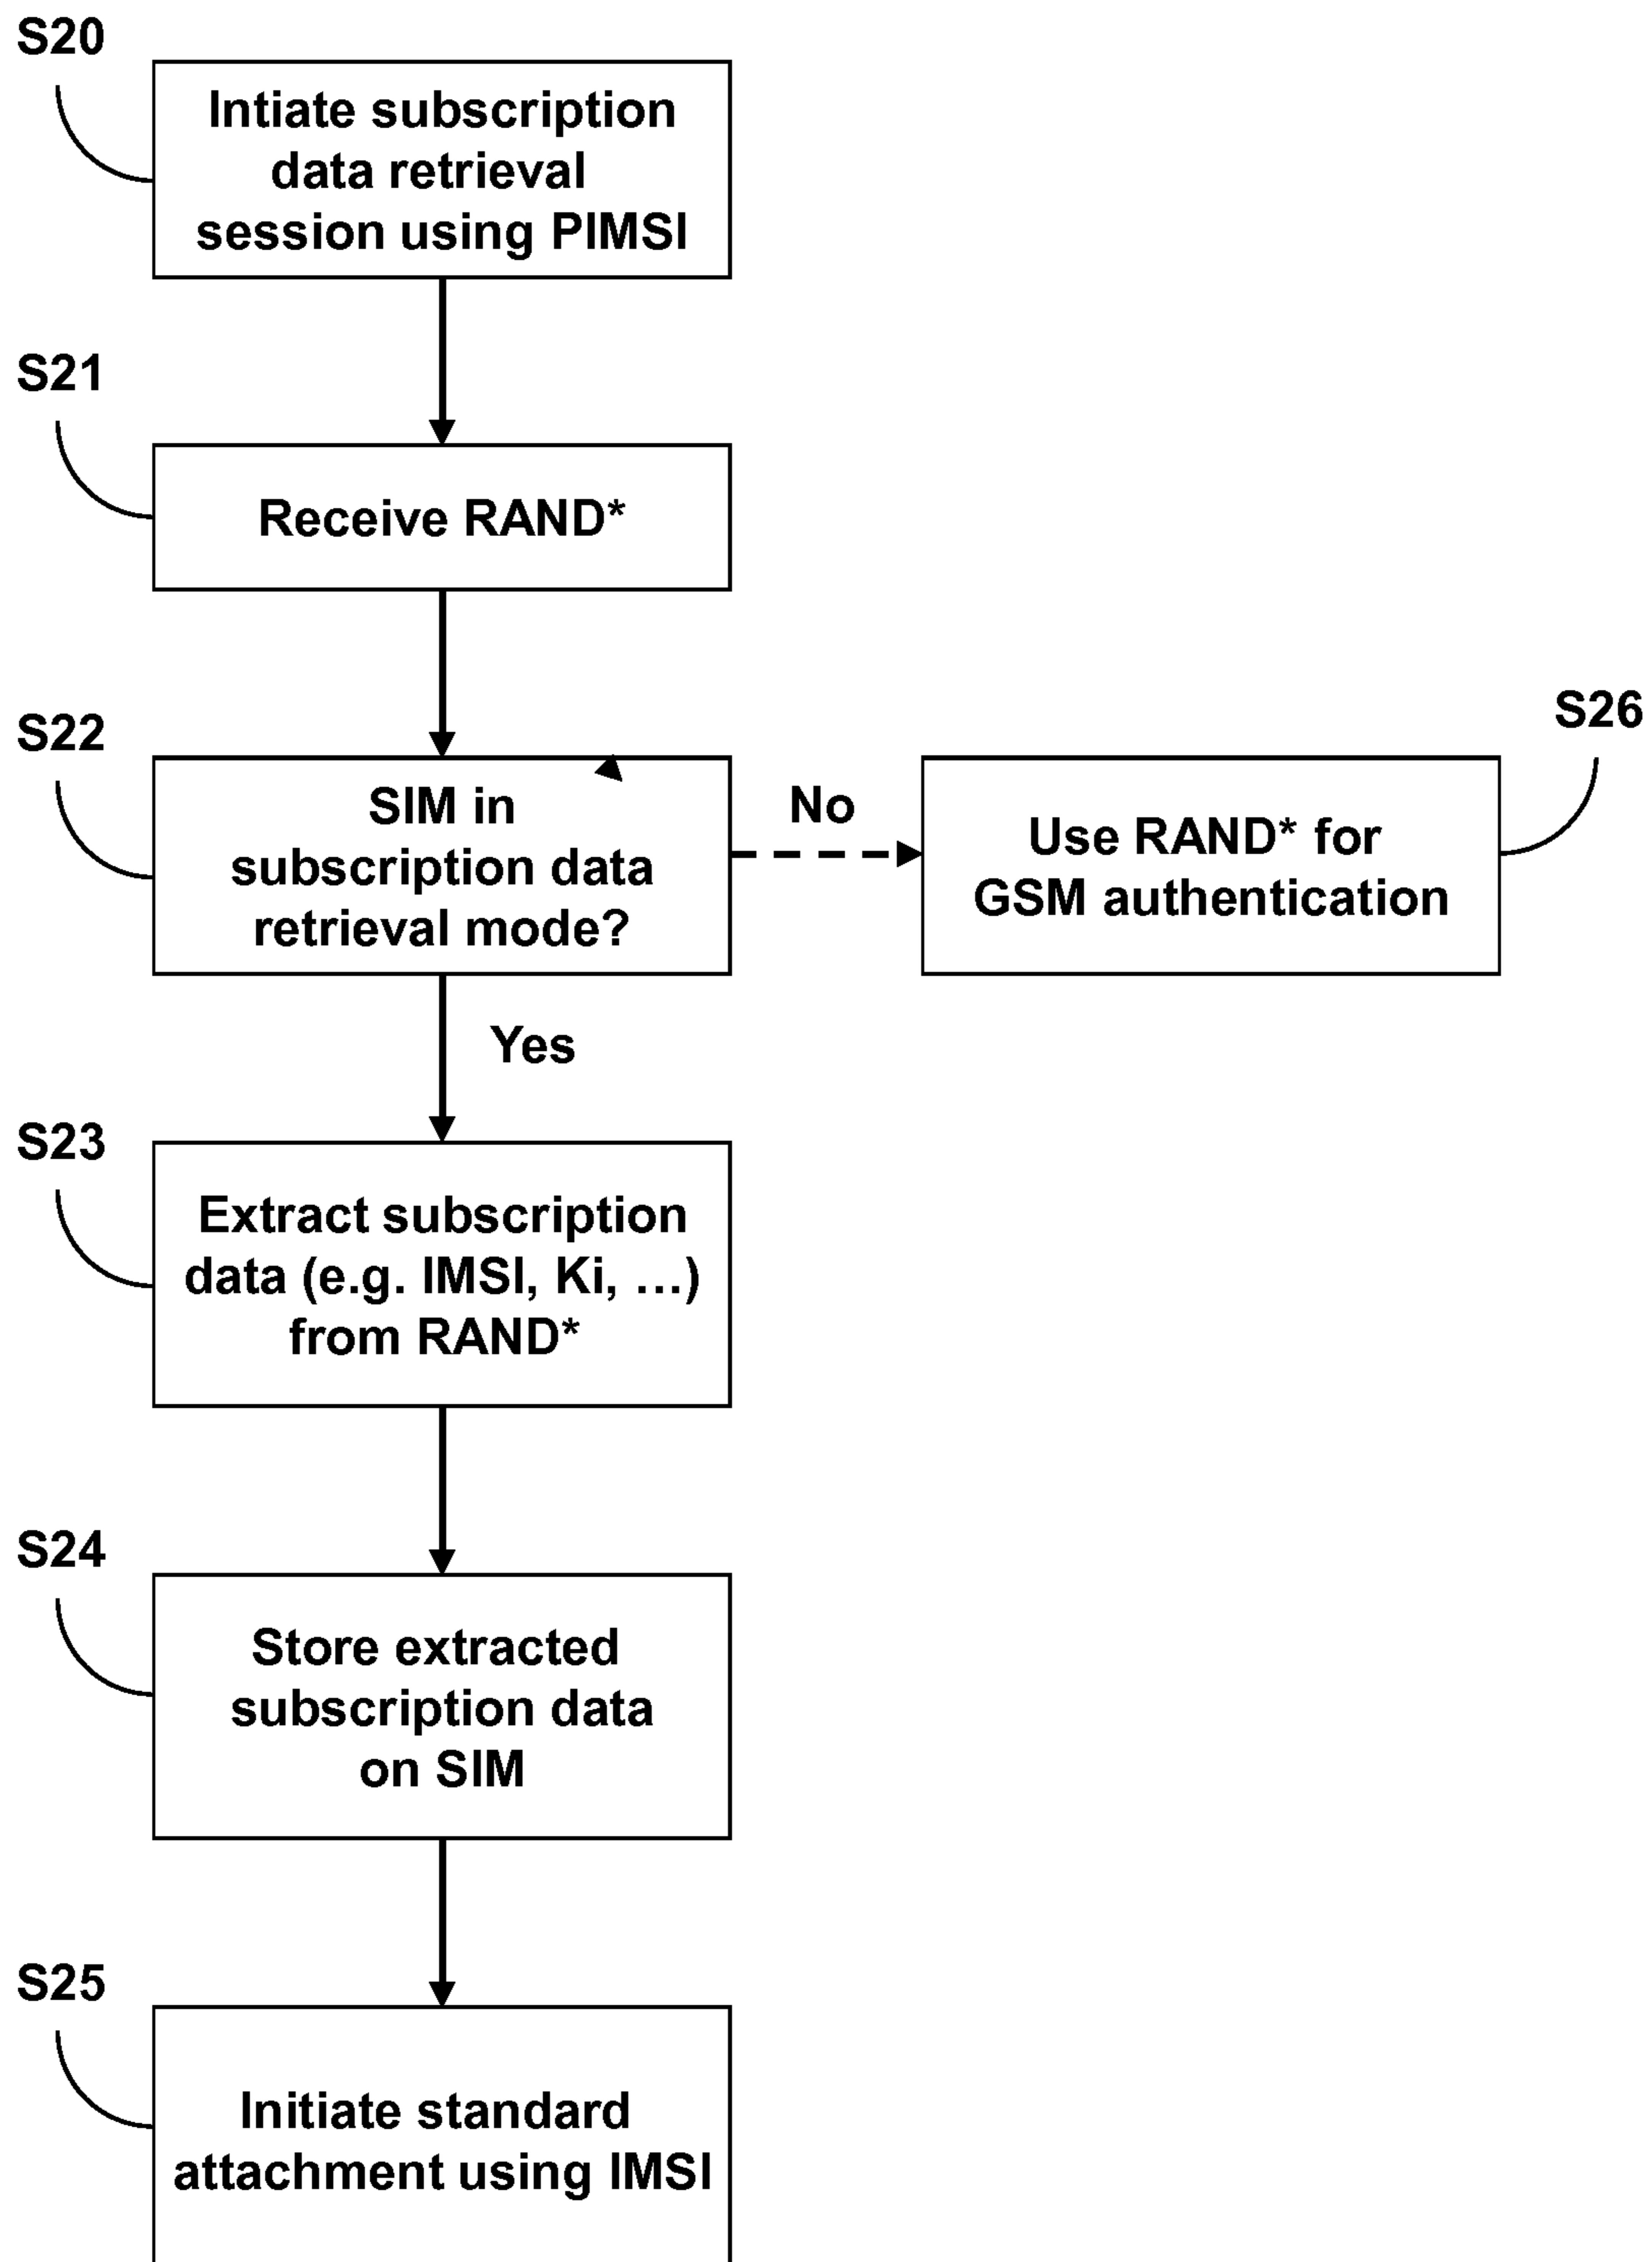 S20
Intiate subscription
data retrieval
session using PIMSI
S21
Receive RAND*
S22
SIM in
subscription data
retrieval mode?
No
S26
Use RAND* for
GSM authentication
Yes
S23
Extract subscription
data (e.g. IMSI, Ki, …)
from RAND*
S24
Store extracted
subscription data
on SIM
S25
Initiate standard
attachment using IMSI